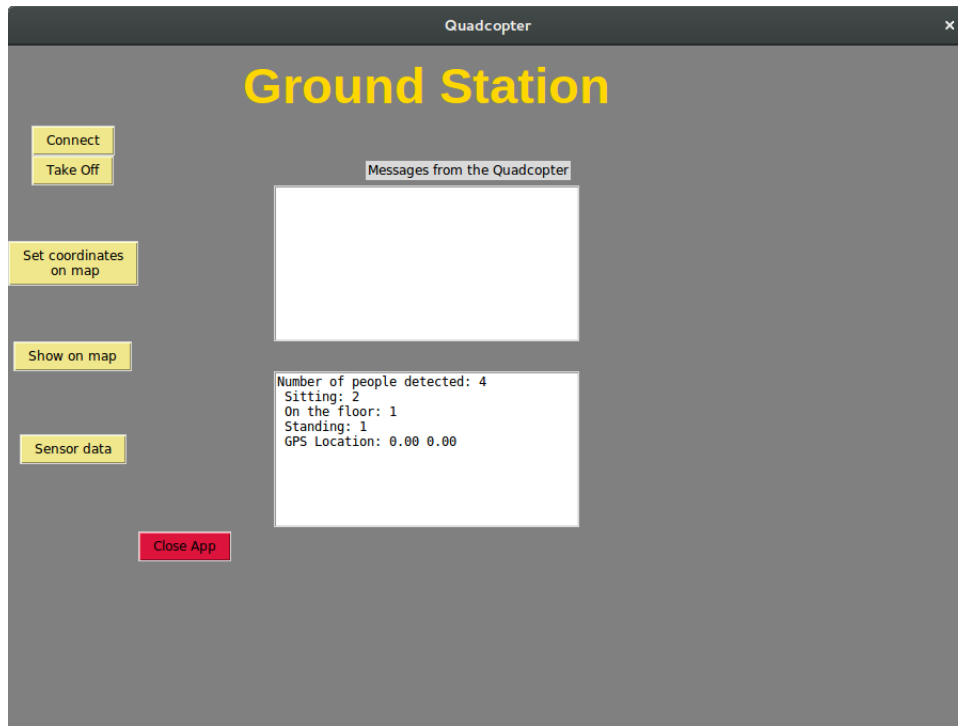 Quadcopter
×
Ground Station
Connect
Take Off
Messages from the Quadcopter
Set coordinates
on map
Show on map
Number of people detected: 4
Sitting: 2
On the floor: 1
Standing: 1
GPS Location: 0.00 0.00
Sensor data
Close App